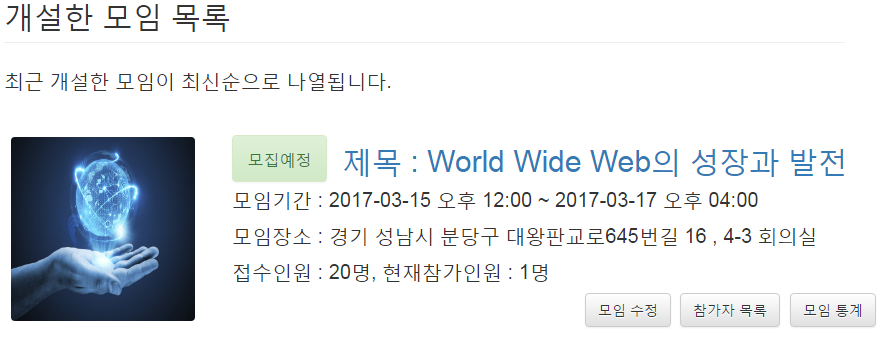 개설한 모임 목록
최근 개설한 모임이 최신순으로 나열됩니다.
모집예정 제목 : World Wide Web의 성장과 발전
모임기간 : 2017-03-15 오후 12:00 ~ 2017-03-17 오후 04:00
모임장소 : 경기 성남시 분당구 대왕판교로645번길 16 , 4-3 회의실
접수인원 : 20명, 현재참가인원 : 1명
모임 수정 참가자 목록 모임 통계